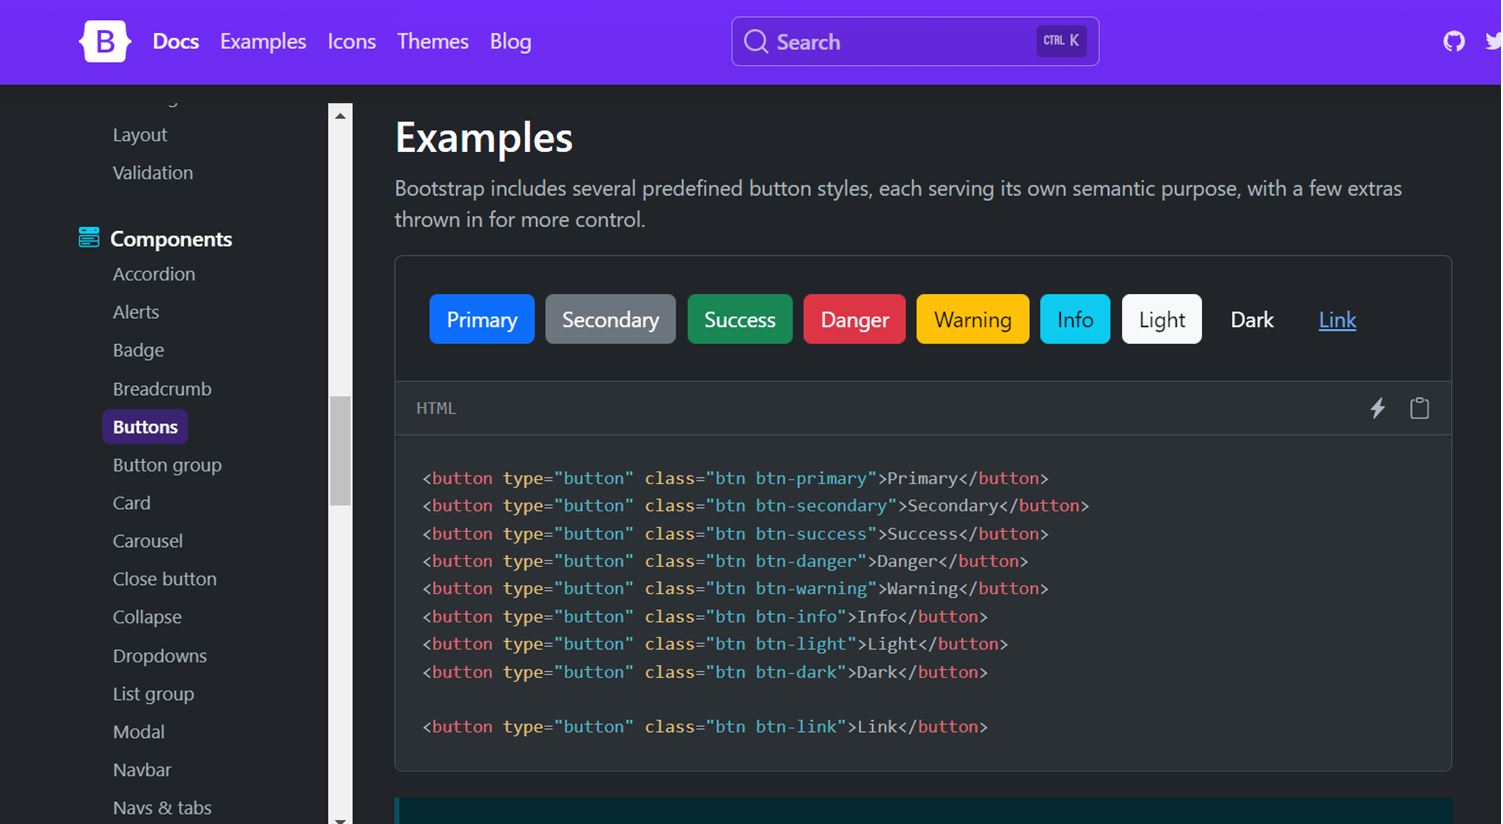 B Docs Examples Icons Themes Blog Search CTRL K
Layout
Validation
Components
Accordion
Alerts
Badge
Breadcrumb
Buttons
Button group
Card
Carousel
Close button
Collapse
Dropdowns
List group
Modal
Navbar
Navs & tabs
Examples
Bootstrap includes several predefined button styles, each serving its own semantic purpose, with a few extras
thrown in for more control.
Primary Secondary Success Danger Warning Info Light Dark Link
HTML
<button type="button" class="btn btn-primary">Primary</button>
<button type="button" class="btn btn-secondary">Secondary</button>
<button type="button" class="btn btn-success">Success</button>
<button type="button" class="btn btn-danger">Danger</button>
<button type="button" class="btn btn-warning">Warning</button>
<button type="button" class="btn btn-info">Info</button>
<button type="button" class="btn btn-light">Light</button>
<button type="button" class="btn btn-dark">Dark</button>
<button type="button" class="btn btn-link">Link</button>